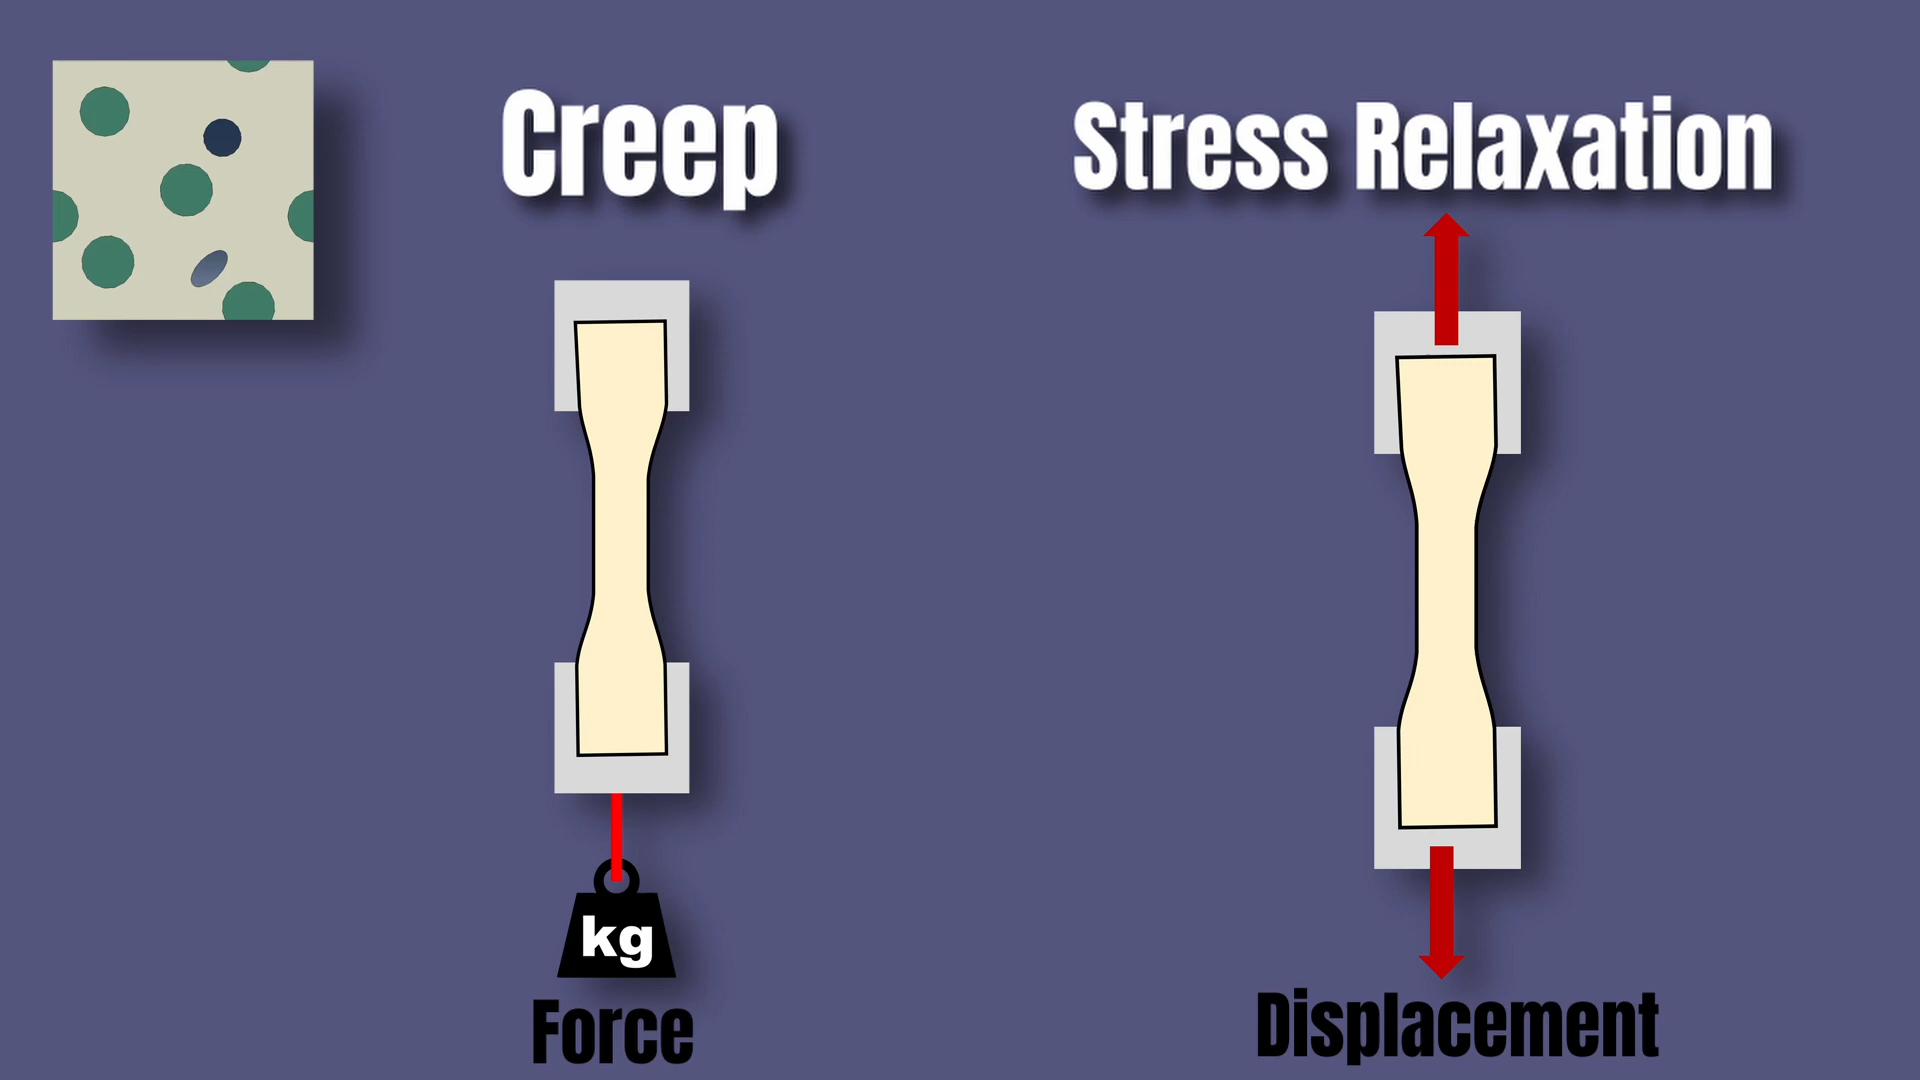 Creep
Stress Relaxation
kg
Force
Displacement